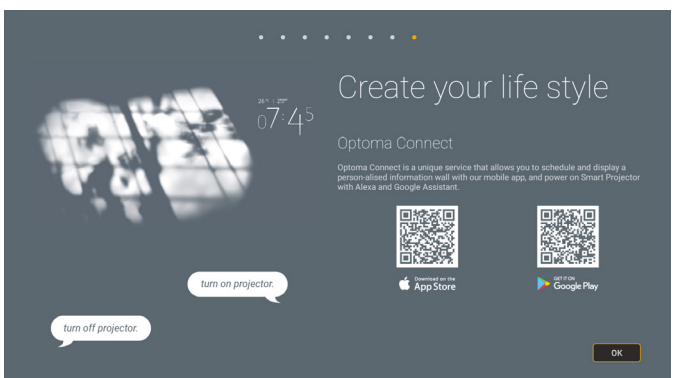 Create your life style
07:45
Optoma Connect
Optoma Connect is a unique service that allows you to schedule and display a
person-alised information wall with our mobile app, and power on Smart Projector
with Alexa and Google Assistant.
turn on projector.
Download on the
App Store
GET IT ON
Google Play
turn off projector.
OK